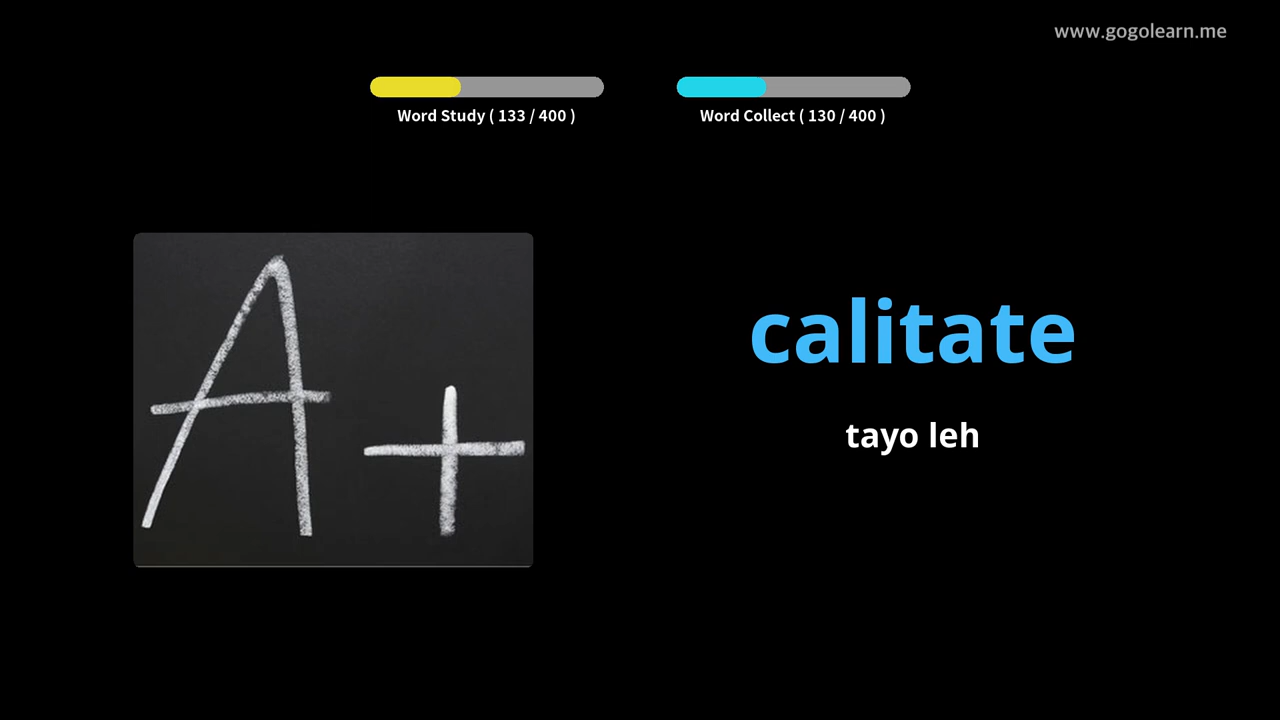 www.gogolearn.me
Word Study ( 133 / 400 )
Word Collect ( 130 / 400 )
A+
calitate
tayo leh